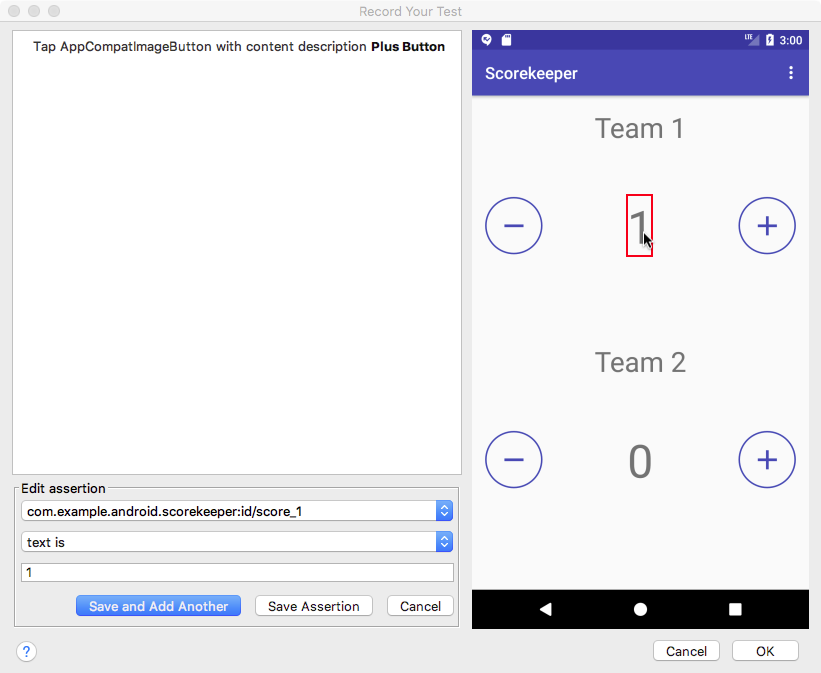 Record Your Test
Tap AppCompatImageButton with content description Plus Button
LTE 3:00
Scorekeeper
Team 1
1
Team 2
0
Edit assertion
com.example.android.scorekeeper:id/score_1
text is
1
Save and Add Another Save Assertion Cancel
?
Cancel OK